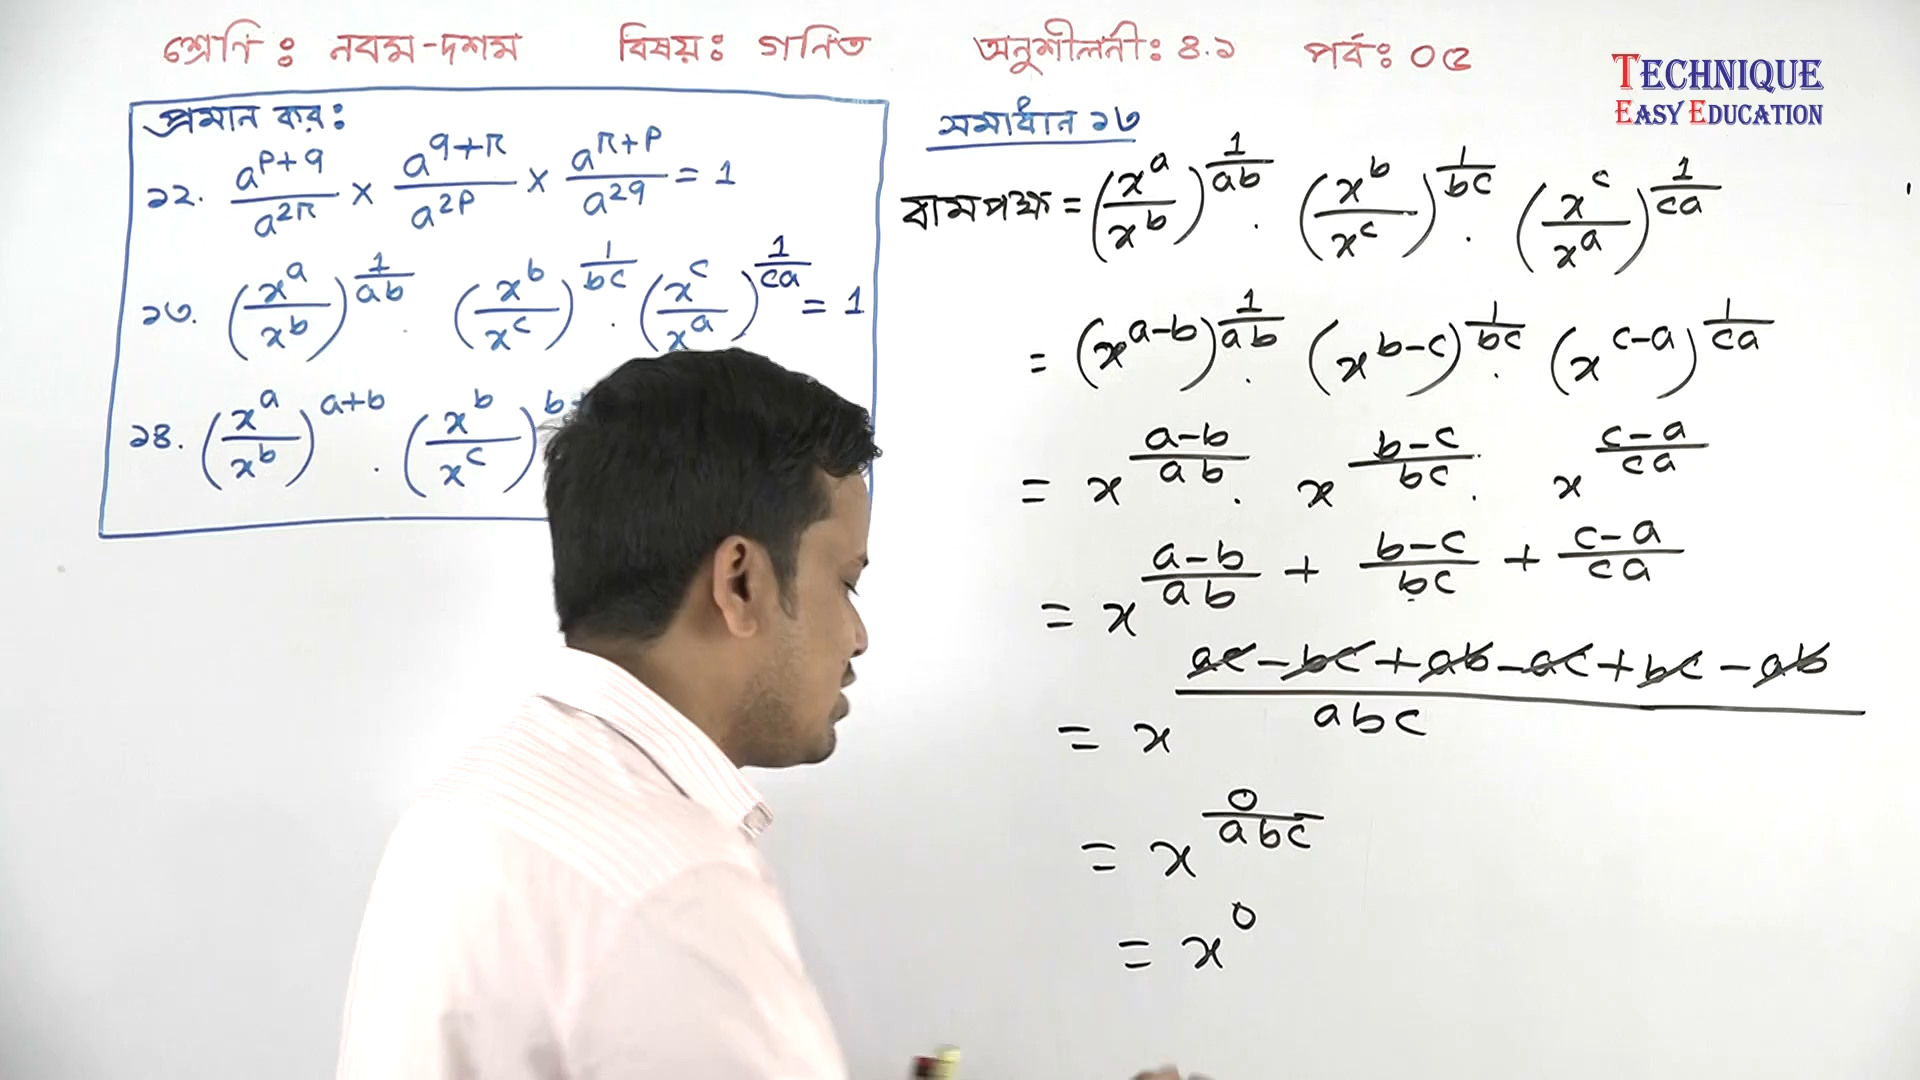 শ্রেণি : নবম-দশম বিষয়: গনিত অনুশীলনী: ৪.১ পর্ব: ০৫
TECHNIQUE
EASY EDUCATION
প্রমান কর:
১২. a^{p+q}/a^{2r} × a^{q+r}/a^{2p} × a^{r+p}/a^{2q} = 1
১৩. (x^a/x^b)^{1/ab} . (x^b/x^c)^{1/bc} . (x^c/x^a)^{1/ca} = 1
১৪. (x^a/x^b)^{a+b} . (x^b/x^c)
সমাধান ১৩
বামপক্ষ = (x^a/x^b)^{1/ab} . (x^b/x^c)^{1/bc} . (x^c/x^a)^{1/ca}
= (x^{a-b})^{1/ab} . (x^{b-c})^{1/bc} . (x^{c-a})^{1/ca}
= x^{(a-b)/ab} . x^{(b-c)/bc} . x^{(c-a)/ca}
= x^{(a-b)/ab + (b-c)/bc + (c-a)/ca}
= x^{(ac-bc+ab-ac+bc-ab)/abc}
= x^{0/abc}
= x^0